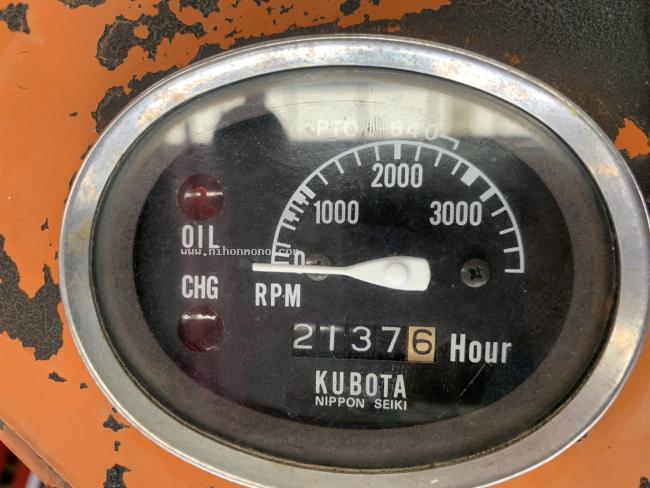 PTO 540
2000
1000 3000
OIL
www.nihonmono.com
CHG
RPM
21376 Hour
KUBOTA
NIPPON SEIKI